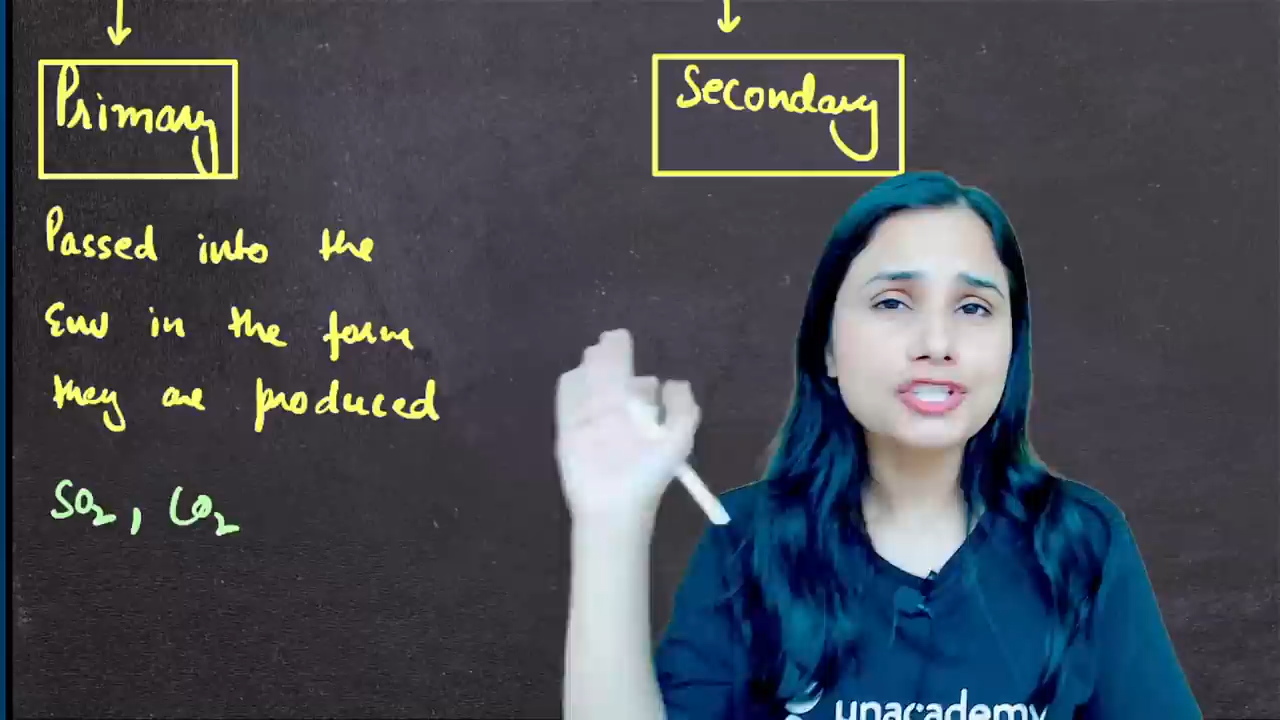 Primary
Secondary
Passed into the
Env in the form
they are produced
SO2, CO2
unacademy